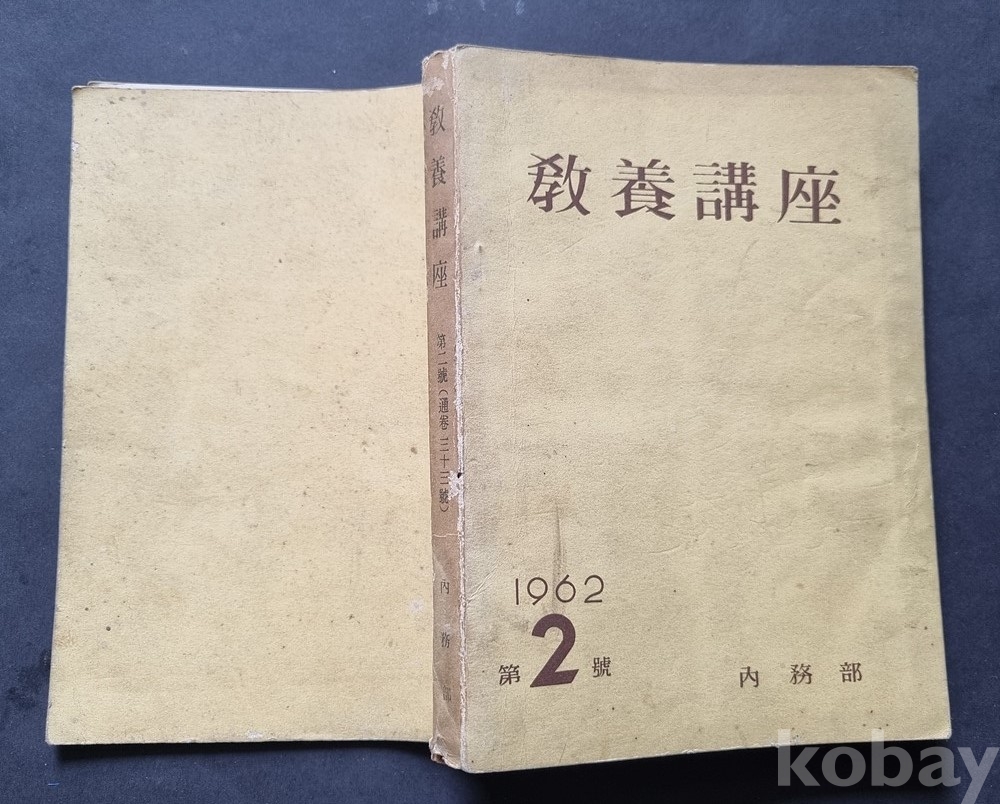 敎養講座
1962
第2號
內務部
敎養講座 第二號(通卷三十三號) 內務部
kobay